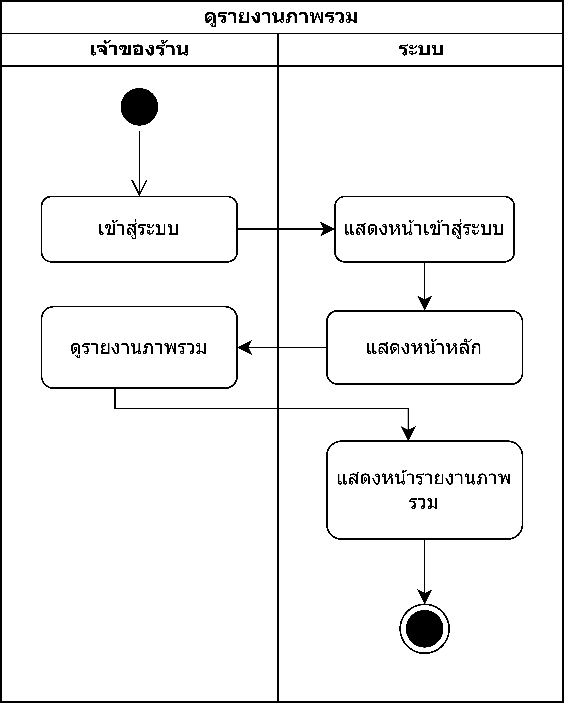 ดูรายงานภาพรวม
เจ้าของร้าน
ระบบ
เข้าสู่ระบบ
แสดงหน้าเข้าสู่ระบบ
ดูรายงานภาพรวม
แสดงหน้าหลัก
แสดงหน้ารายงานภาพ
รวม